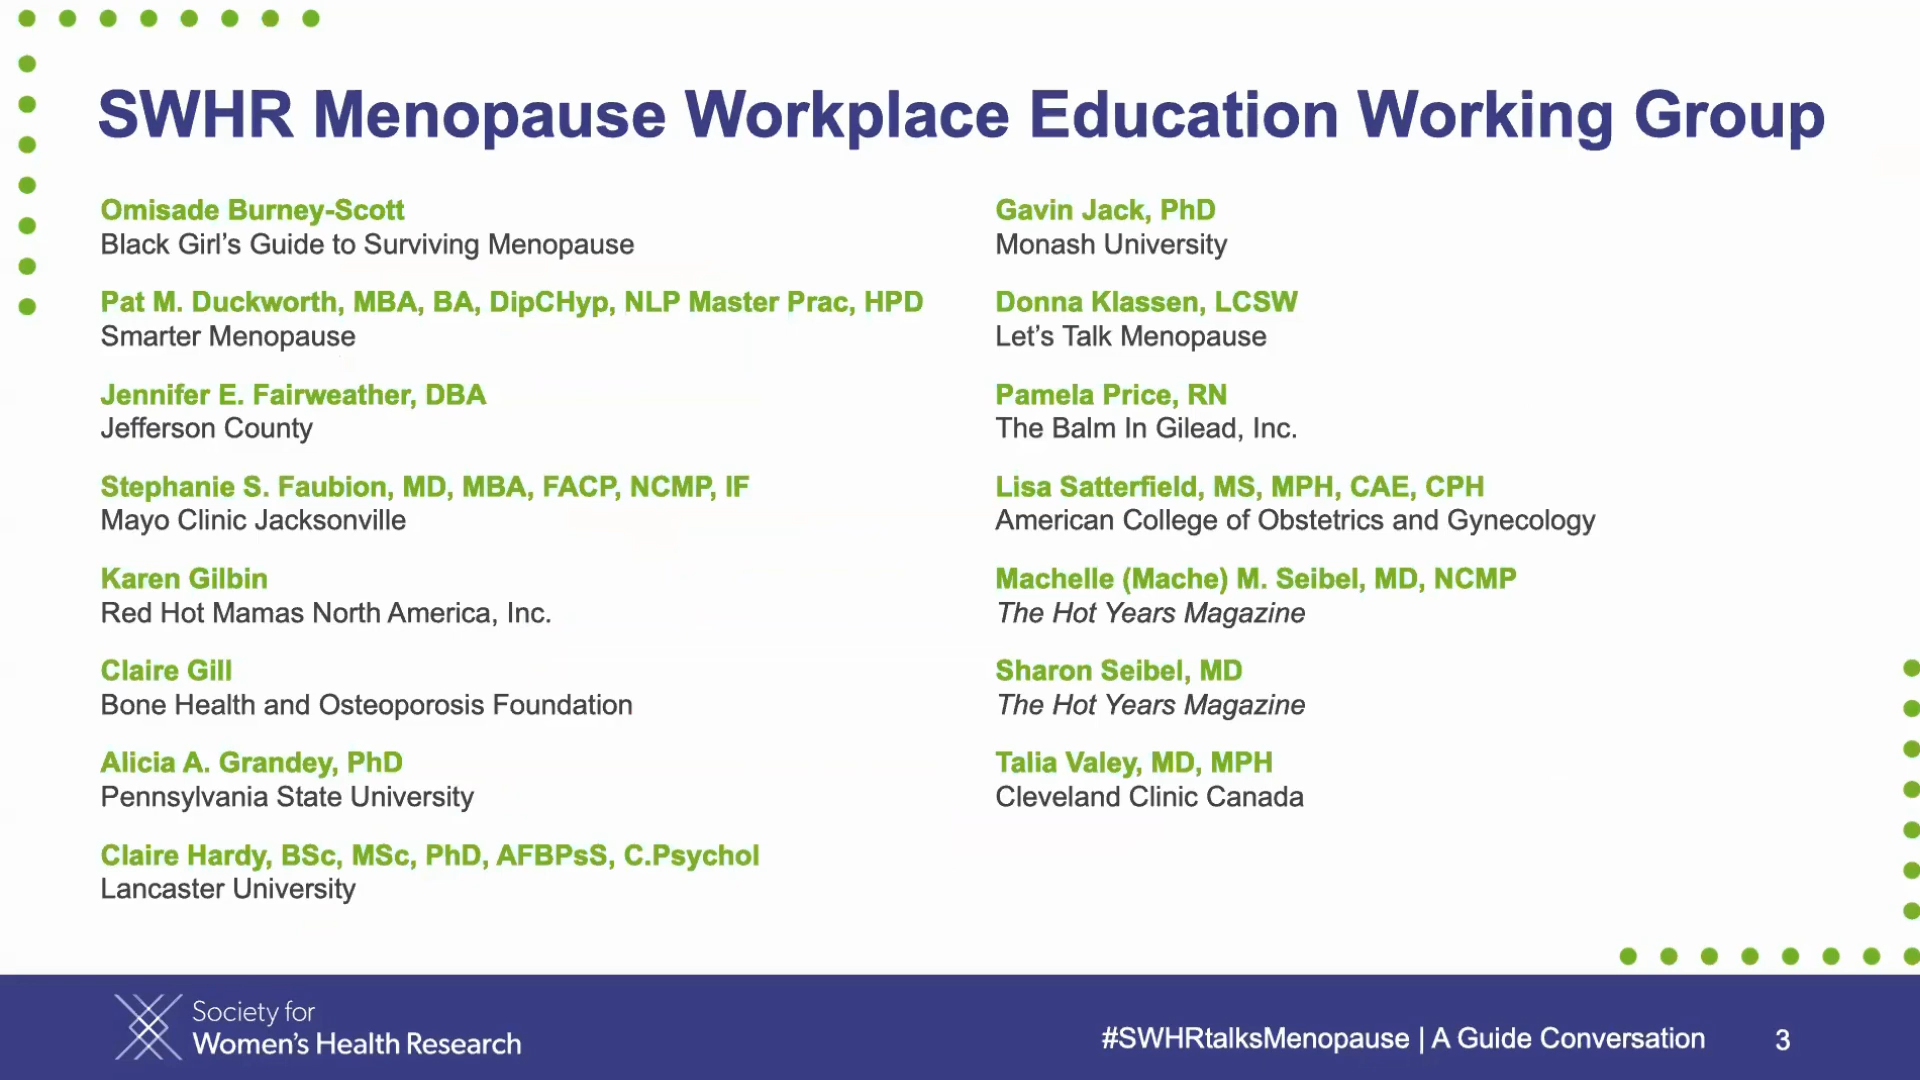 SWHR Menopause Workplace Education Working Group
Omisade Burney-Scott
Black Girl’s Guide to Surviving Menopause
Pat M. Duckworth, MBA, BA, DipCHyp, NLP Master Prac, HPD
Smarter Menopause
Jennifer E. Fairweather, DBA
Jefferson County
Stephanie S. Faubion, MD, MBA, FACP, NCMP, IF
Mayo Clinic Jacksonville
Karen Gilbin
Red Hot Mamas North America, Inc.
Claire Gill
Bone Health and Osteoporosis Foundation
Alicia A. Grandey, PhD
Pennsylvania State University
Claire Hardy, BSc, MSc, PhD, AFBPsS, C.Psychol
Lancaster University
Gavin Jack, PhD
Monash University
Donna Klassen, LCSW
Let’s Talk Menopause
Pamela Price, RN
The Balm In Gilead, Inc.
Lisa Satterfield, MS, MPH, CAE, CPH
American College of Obstetrics and Gynecology
Machelle (Mache) M. Seibel, MD, NCMP
The Hot Years Magazine
Sharon Seibel, MD
The Hot Years Magazine
Talia Valey, MD, MPH
Cleveland Clinic Canada
Society for
Women’s Health Research
#SWHRtalksMenopause | A Guide Conversation
3